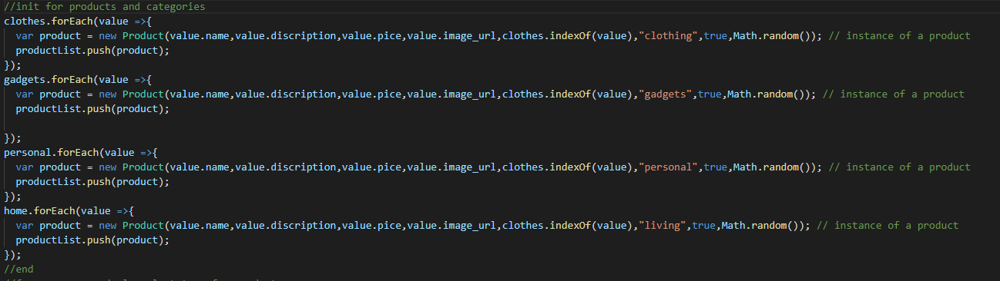 //init for products and categories
clothes.forEach(value =>{
  var product = new Product(value.name,value.discription,value.pice,value.image_url,clothes.indexOf(value),"clothing",true,Math.random()); // instance of a product
  productList.push(product);
});
gadgets.forEach(value =>{
  var product = new Product(value.name,value.discription,value.pice,value.image_url,clothes.indexOf(value),"gadgets",true,Math.random()); // instance of a product
  productList.push(product);

});
personal.forEach(value =>{
  var product = new Product(value.name,value.discription,value.pice,value.image_url,clothes.indexOf(value),"personal",true,Math.random()); // instance of a product
  productList.push(product);
});
home.forEach(value =>{
  var product = new Product(value.name,value.discription,value.pice,value.image_url,clothes.indexOf(value),"living",true,Math.random()); // instance of a product
  productList.push(product);
});
//end